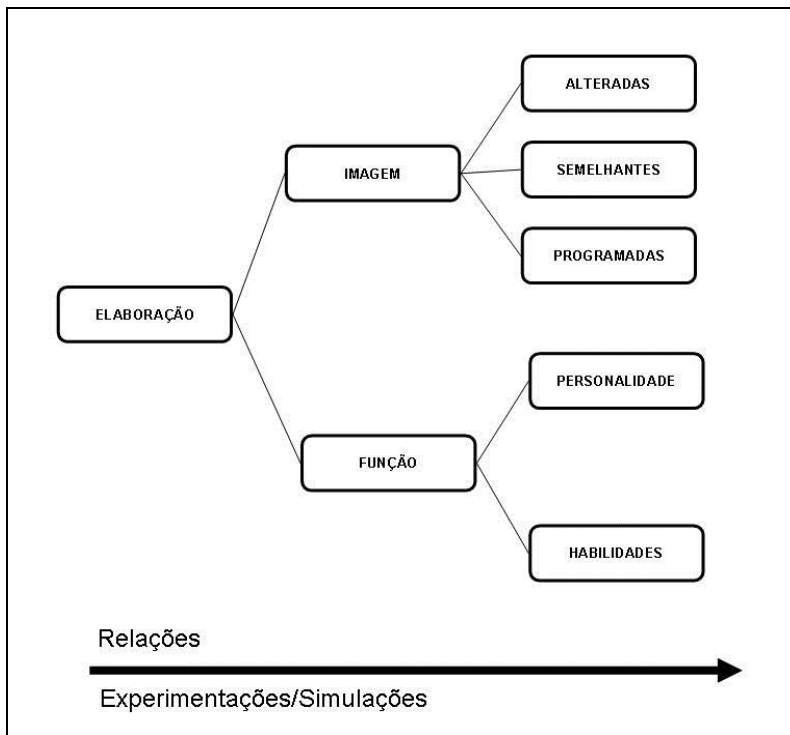 ALTERADAS
IMAGEM
SEMELHANTES
PROGRAMADAS
ELABORAÇÃO
PERSONALIDADE
FUNÇÃO
HABILIDADES
Relações
Experimentações/Simulações